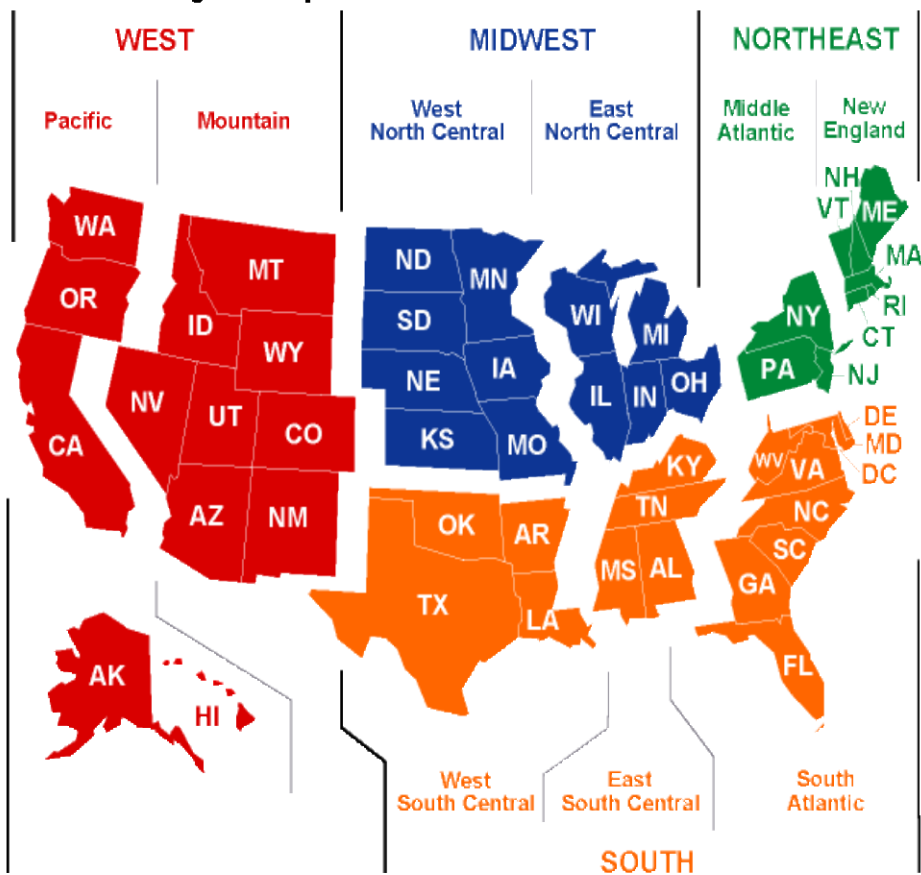 WEST
MIDWEST
NORTHEAST
Pacific
Mountain
West
North Central
East
North Central
Middle
Atlantic
New
England
WA
OR
CA
NV
ID
MT
WY
UT
CO
AZ
NM
AK
HI
ND
SD
NE
KS
MN
IA
MO
WI
IL
MI
IN
OH
NH
VT
ME
MA
RI
CT
NY
PA
NJ
DE
MD
DC
WV
VA
NC
SC
GA
FL
KY
TN
MS
AL
OK
AR
TX
LA
West
South Central
East
South Central
South
Atlantic
SOUTH